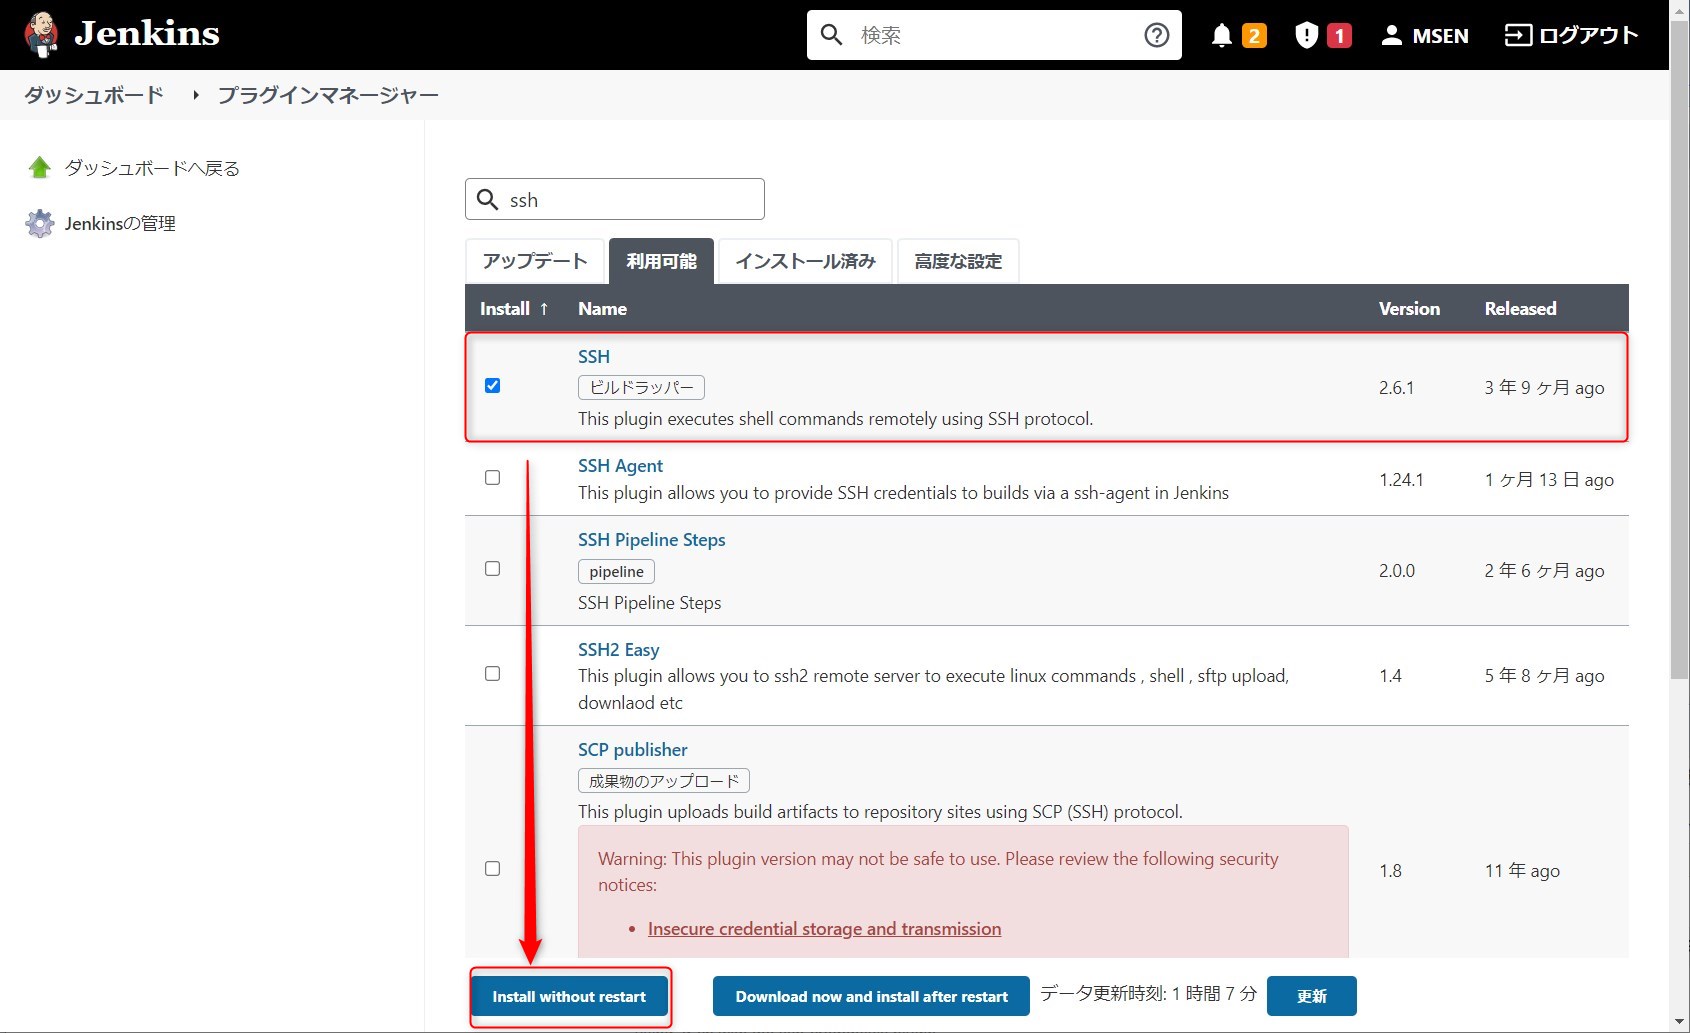 Jenkins
検索
2
1
MSEN
ログアウト
ダッシュボード
プラグインマネージャー
ダッシュボードへ戻る
Jenkinsの管理
ssh
アップデート
利用可能
インストール済み
高度な設定
Install ↑ Name Version Released
SSH
ビルドラッパー
This plugin executes shell commands remotely using SSH protocol.
2.6.1
3 年 9 ヶ月 ago
SSH Agent
This plugin allows you to provide SSH credentials to builds via a ssh-agent in Jenkins
1.24.1
1 ヶ月 13 日 ago
SSH Pipeline Steps
pipeline
SSH Pipeline Steps
2.0.0
2 年 6 ヶ月 ago
SSH2 Easy
This plugin allows you to ssh2 remote server to execute linux commands , shell , sftp upload,
downlaod etc
1.4
5 年 8 ヶ月 ago
SCP publisher
成果物のアップロード
This plugin uploads build artifacts to repository sites using SCP (SSH) protocol.
Warning: This plugin version may not be safe to use. Please review the following security
notices:
• Insecure credential storage and transmission
1.8
11 年 ago
Install without restart
Download now and install after restart
データ更新時刻: 1 時間 7 分
更新